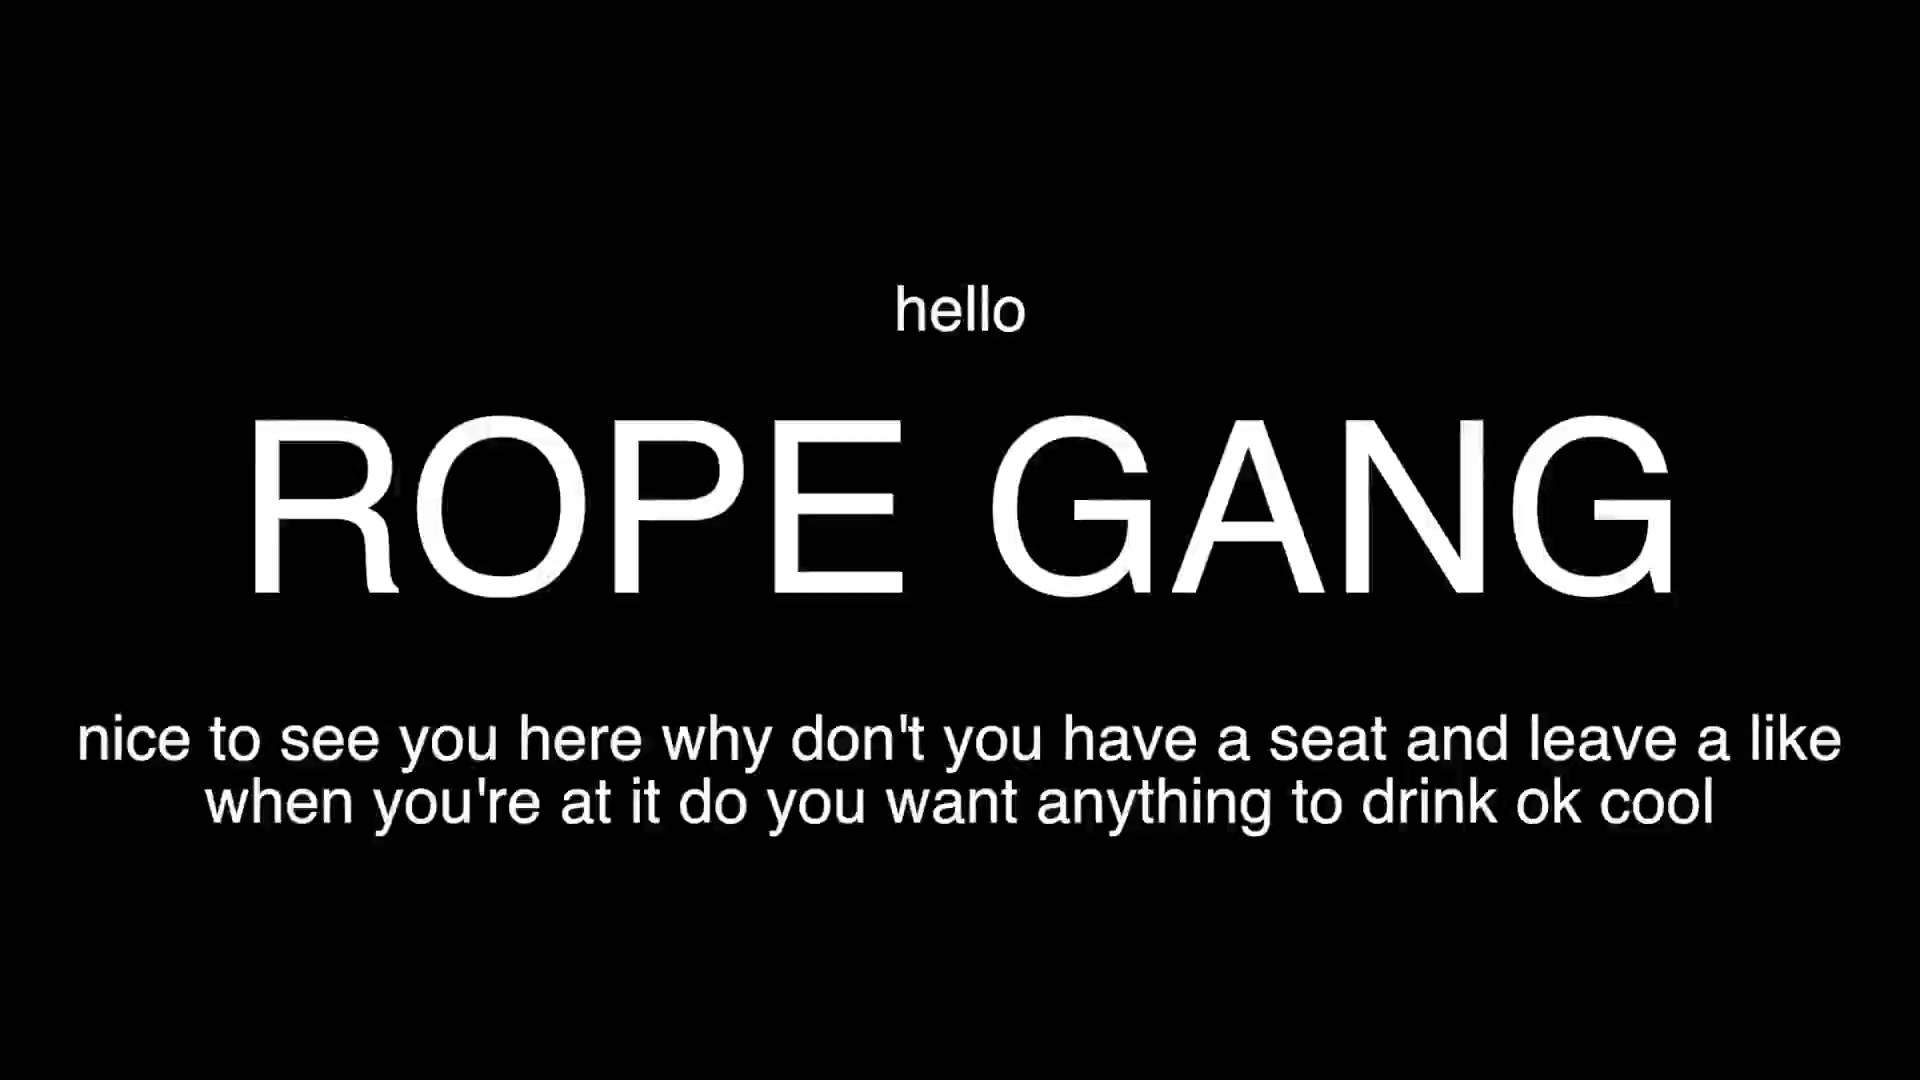 hello
ROPE GANG
nice to see you here why don't you have a seat and leave a like
when you're at it do you want anything to drink ok cool